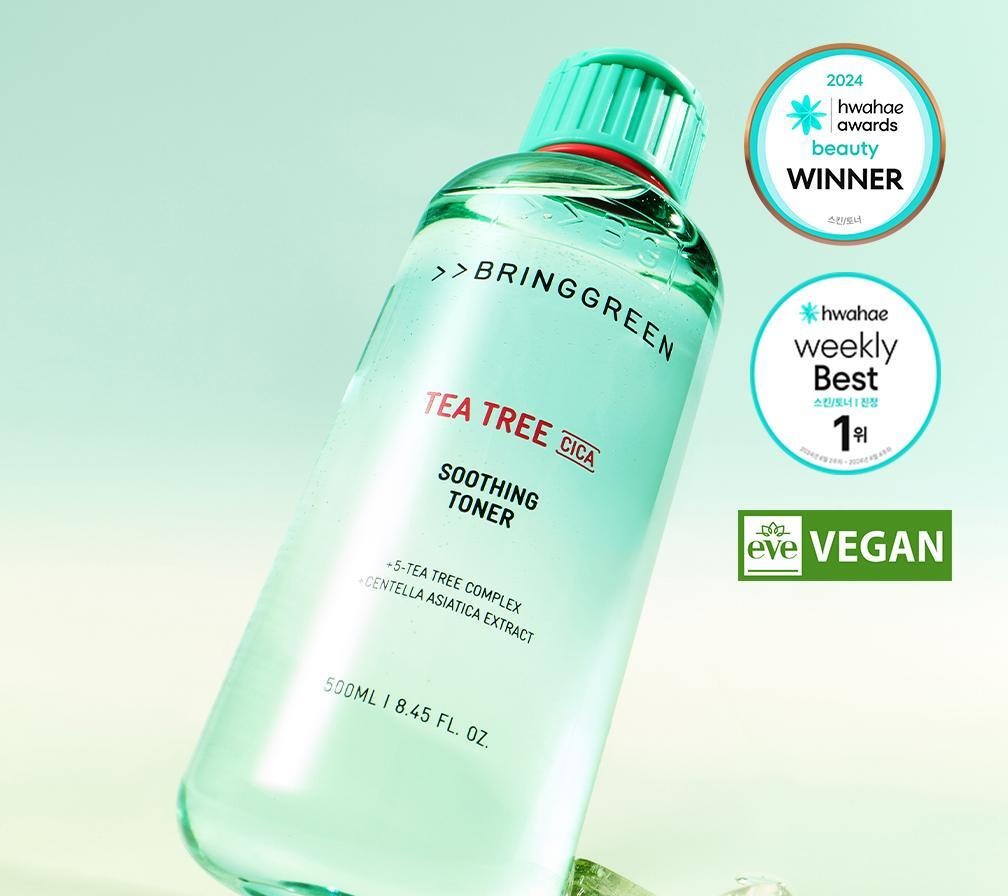 >>BRINGGREEN
TEA TREE CICA
SOOTHING
TONER
+5-TEA TREE COMPLEX
+CENTELLA ASIATICA EXTRACT
500ML | 8.45 FL. OZ.
2024
hwahae
awards
beauty
WINNER
스킨/토너
hwahae
weekly
Best
스킨/토너 | 진정
1위
eve VEGAN